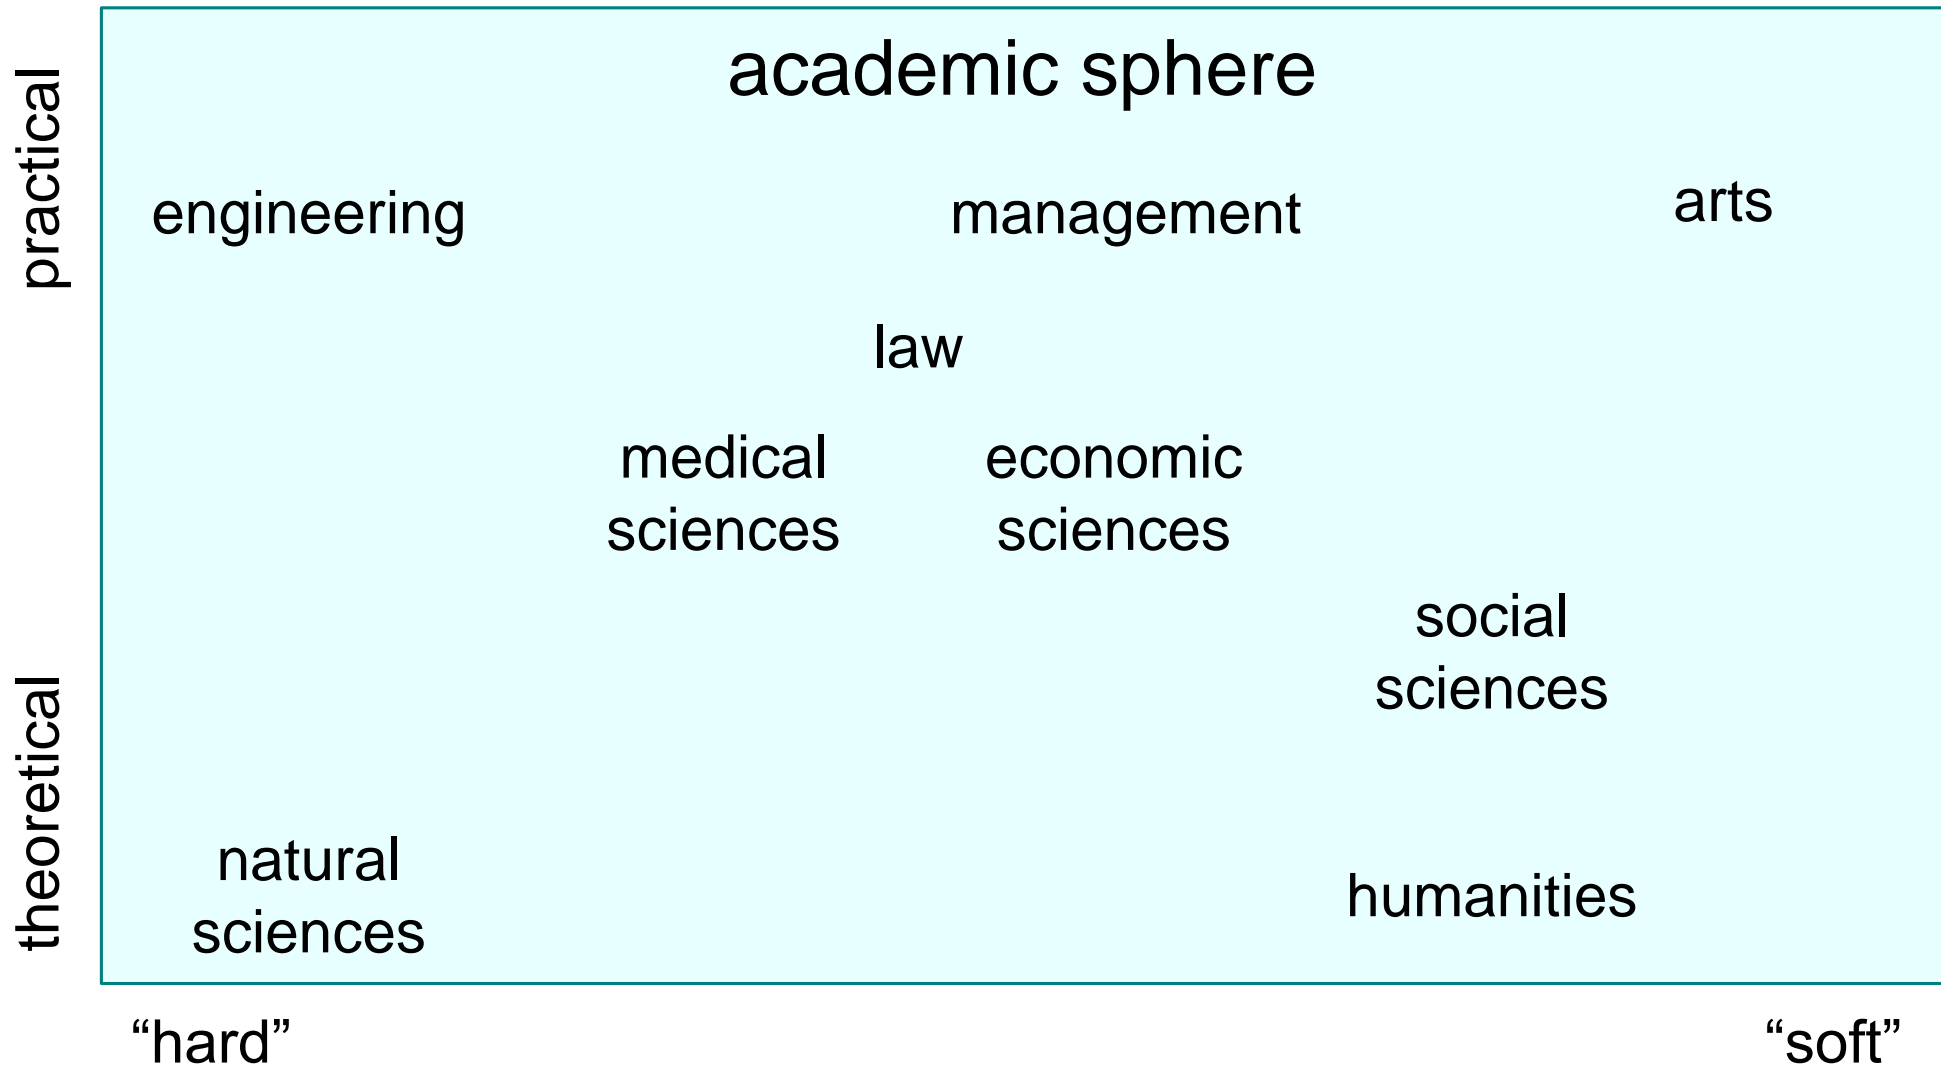 academic sphere
practical
engineering
management
arts
law
medical
sciences
economic
sciences
social
sciences
theoretical
natural
sciences
humanities
“hard”
“soft”